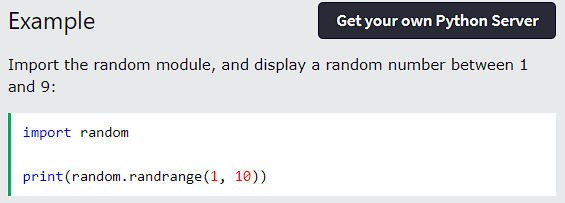 Example
Get your own Python Server
Import the random module, and display a random number between 1
and 9:
import random
print(random.randrange(1, 10))